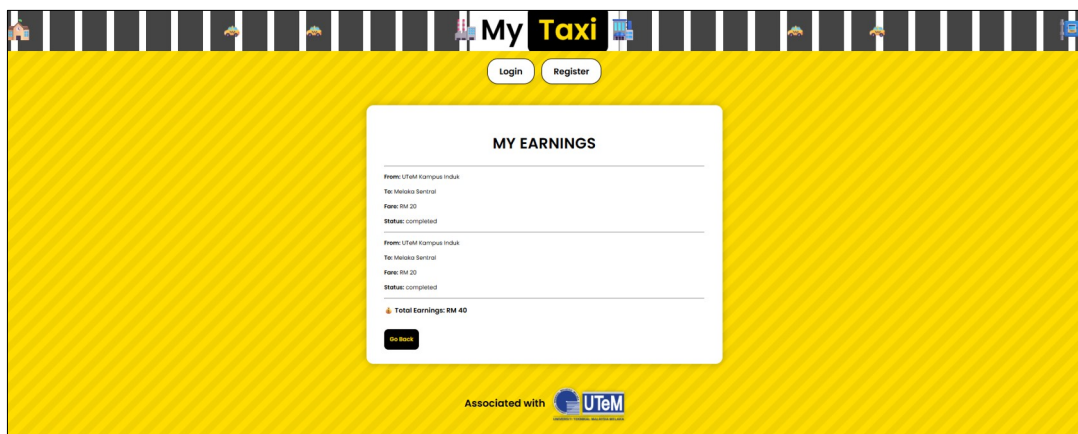 My Taxi
Login Register
MY EARNINGS
From: UTeM Kampus Induk
To: Melaka Sentral
Fare: RM 20
Status: completed
From: UTeM Kampus Induk
To: Melaka Sentral
Fare: RM 20
Status: completed
Total Earnings: RM 40
Go Back
Associated with UTeM